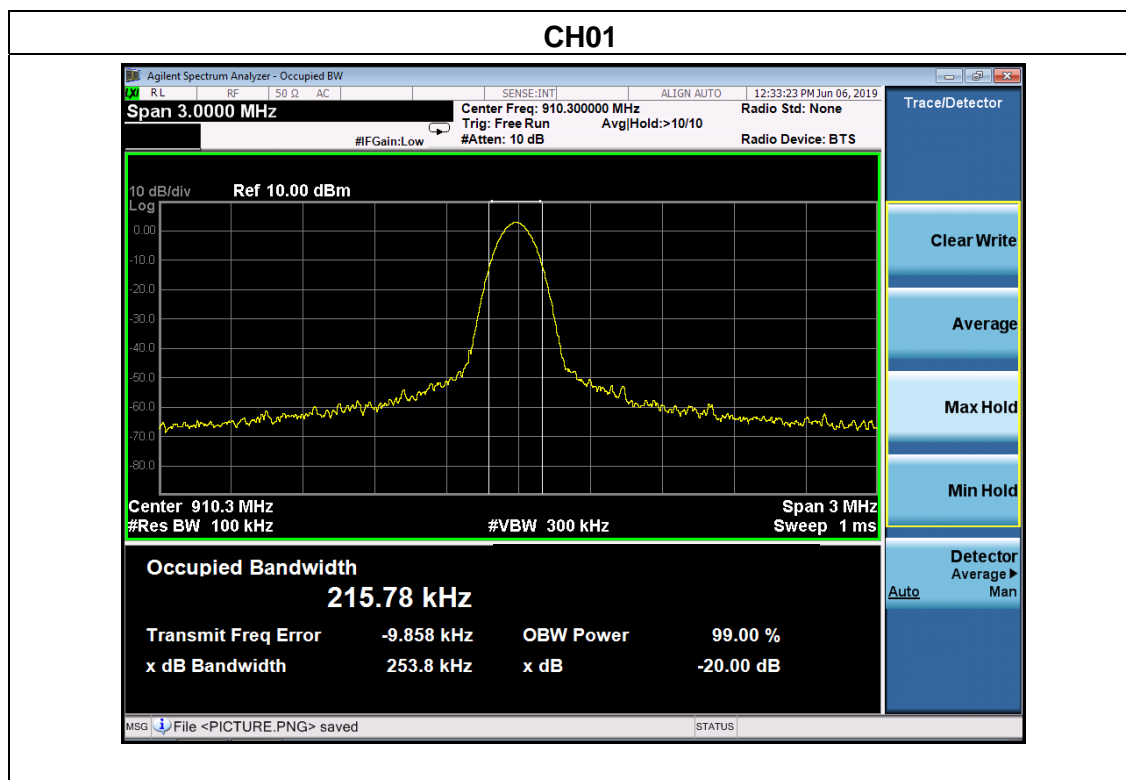 CH01
Agilent Spectrum Analyzer - Occupied BW
LXI RL RF 50 Ω AC SENSE:INT ALIGN AUTO 12:33:23 PM Jun 06, 2019
Span 3.0000 MHz
Center Freq: 910.300000 MHz Radio Std: None
Trig: Free Run Avg|Hold:>10/10
#IFGain:Low #Atten: 10 dB Radio Device: BTS
Trace/Detector
10 dB/div Ref 10.00 dBm
Log
0.00
-10.0
-20.0
-30.0
-40.0
-50.0
-60.0
-70.0
-80.0
Center 910.3 MHz Span 3 MHz
#Res BW 100 kHz #VBW 300 kHz Sweep 1 ms
Clear Write
Average
Max Hold
Min Hold
Detector
Average
Auto Man
Occupied Bandwidth
215.78 kHz
Transmit Freq Error -9.858 kHz OBW Power 99.00 %
x dB Bandwidth 253.8 kHz x dB -20.00 dB
MSG File <PICTURE.PNG> saved STATUS